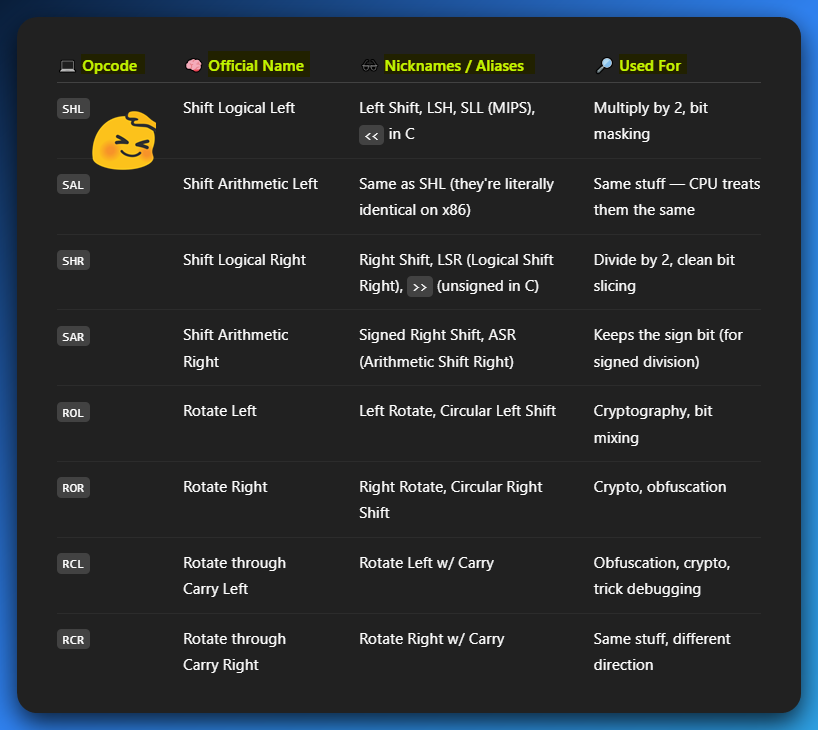 Opcode Official Name Nicknames / Aliases Used For
SHL Shift Logical Left Left Shift, LSH, SLL (MIPS), Multiply by 2, bit
<< in C masking
SAL Shift Arithmetic Left Same as SHL (they're literally Same stuff — CPU treats
identical on x86) them the same
SHR Shift Logical Right Right Shift, LSR (Logical Shift Divide by 2, clean bit
Right), >> (unsigned in C) slicing
SAR Shift Arithmetic Signed Right Shift, ASR Keeps the sign bit (for
Right (Arithmetic Shift Right) signed division)
ROL Rotate Left Left Rotate, Circular Left Shift Cryptography, bit
mixing
ROR Rotate Right Right Rotate, Circular Right Crypto, obfuscation
Shift
RCL Rotate through Rotate Left w/ Carry Obfuscation, crypto,
Carry Left trick debugging
RCR Rotate through Rotate Right w/ Carry Same stuff, different
Carry Right direction